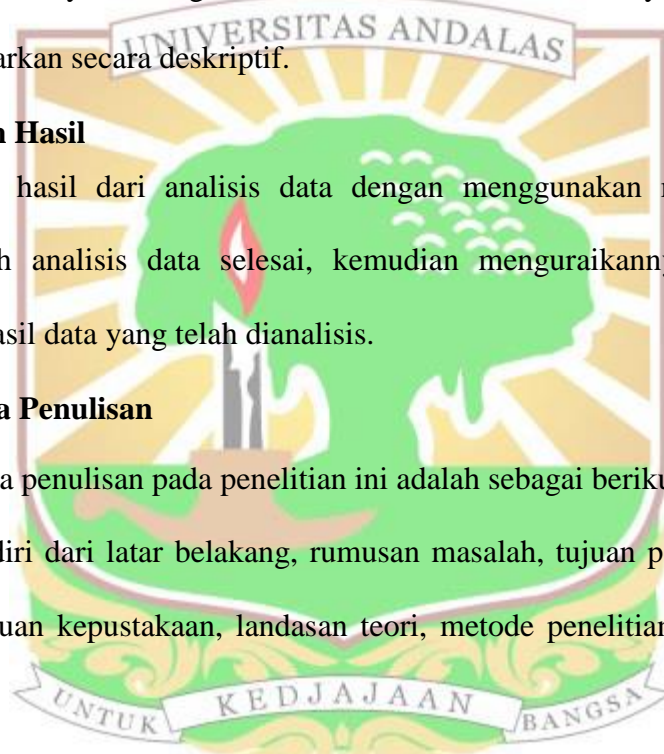 UNIVERSITAS ANDALAS
arkan secara deskriptif.
Hasil
hasil dari analisis data dengan menggunakan
analisis data selesai, kemudian menguraikanny
asil data yang telah dianalisis.
a Penulisan
a penulisan pada penelitian ini adalah sebagai beriku
diri dari latar belakang, rumusan masalah, tujuan p
uan kepustakaan, landasan teori, metode penelitian
UNTUK KEDJAJAAN BANGSA